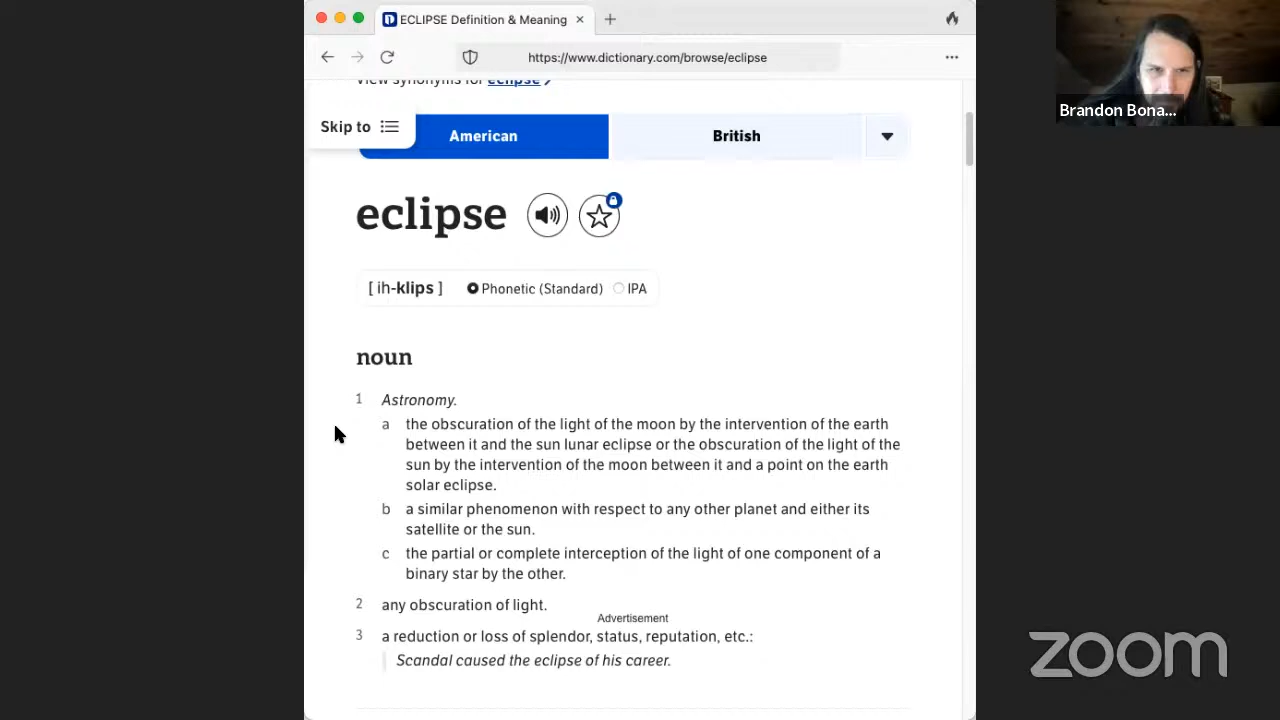 ECLIPSE Definition & Meaning
https://www.dictionary.com/browse/eclipse
View synonyms for eclipse
Skip to
American
British
eclipse
[ ih-klips ] Phonetic (Standard) IPA
noun
1 Astronomy.
a the obscuration of the light of the moon by the intervention of the earth
between it and the sun lunar eclipse or the obscuration of the light of the
sun by the intervention of the moon between it and a point on the earth
solar eclipse.
b a similar phenomenon with respect to any other planet and either its
satellite or the sun.
c the partial or complete interception of the light of one component of a
binary star by the other.
2 any obscuration of light.
Advertisement
3 a reduction or loss of splendor, status, reputation, etc.:
Scandal caused the eclipse of his career.
Brandon Bona...
zoom